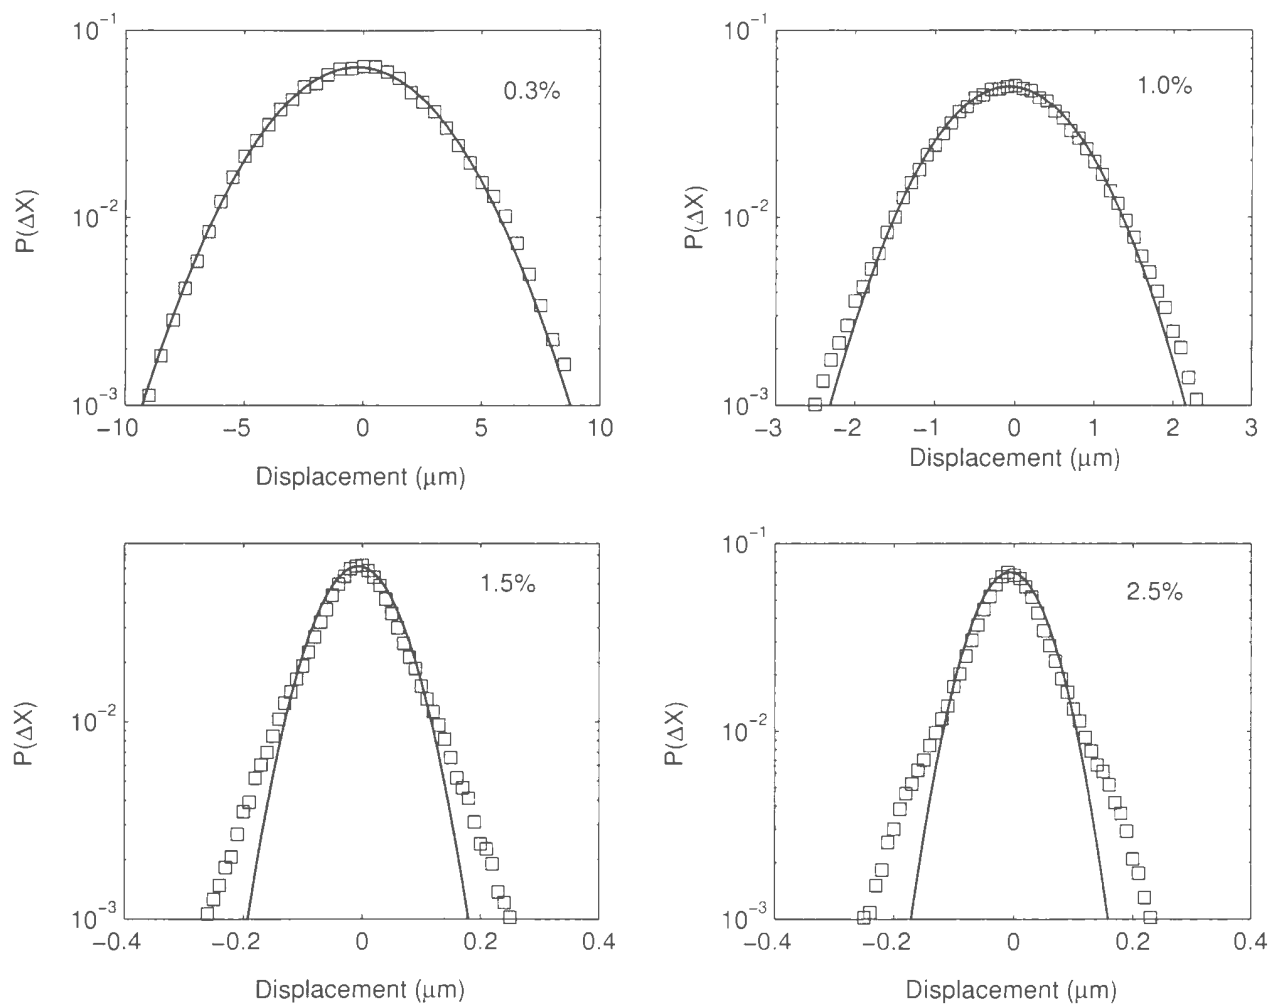 10⁻¹
0.3%
10⁻²
P(ΔX)
10⁻³
−10 −5 0 5 10
Displacement (μm)
10⁻¹
1.0%
10⁻²
P(ΔX)
10⁻³
−3 −2 −1 0 1 2 3
Displacement (μm)
1.5%
10⁻²
P(ΔX)
10⁻³
−0.4 −0.2 0 0.2 0.4
Displacement (μm)
10⁻¹
2.5%
10⁻²
P(ΔX)
10⁻³
−0.4 −0.2 0 0.2 0.4
Displacement (μm)